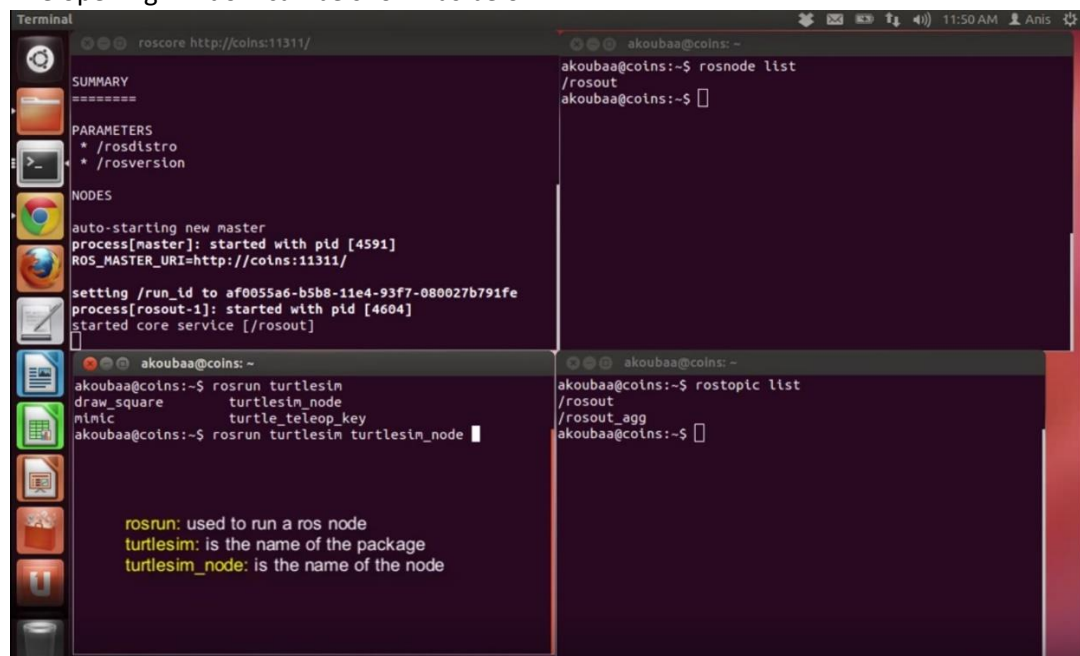 Terminal
11:50 AM Anis
roscore http://coins:11311/
SUMMARY
========
PARAMETERS
* /rosdistro
* /rosversion
NODES
auto-starting new master
process[master]: started with pid [4591]
ROS_MASTER_URI=http://coins:11311/
setting /run_id to af0055a6-b5b8-11e4-93f7-080027b791fe
process[rosout-1]: started with pid [4604]
started core service [/rosout]
akoubaa@coins: ~
akoubaa@coins:~$ rosnode list
/rosout
akoubaa@coins:~$
akoubaa@coins: ~
akoubaa@coins:~$ rosrun turtlesim
draw_square turtlesim_node
mimic turtle_teleop_key
akoubaa@coins:~$ rosrun turtlesim turtlesim_node
rosrun: used to run a ros node
turtlesim: is the name of the package
turtlesim_node: is the name of the node
akoubaa@coins: ~
akoubaa@coins:~$ rostopic list
/rosout
/rosout_agg
akoubaa@coins:~$